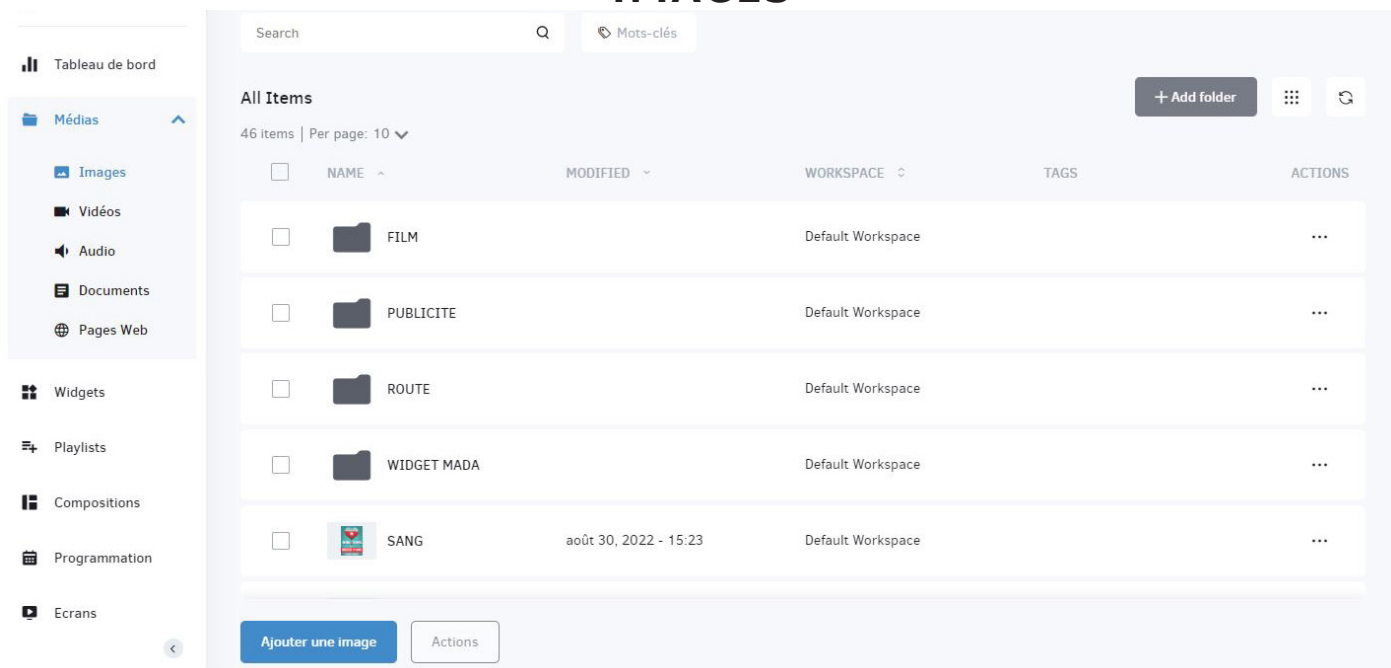 IMAGES
Search
Mots-clés
Tableau de bord
Médias
Images
Vidéos
Audio
Documents
Pages Web
Widgets
Playlists
Compositions
Programmation
Ecrans
All Items
+ Add folder
46 items | Per page: 10
NAME MODIFIED WORKSPACE TAGS ACTIONS
FILM Default Workspace ...
PUBLICITE Default Workspace ...
ROUTE Default Workspace ...
WIDGET MADA Default Workspace ...
SANG août 30, 2022 - 15:23 Default Workspace ...
Ajouter une image Actions